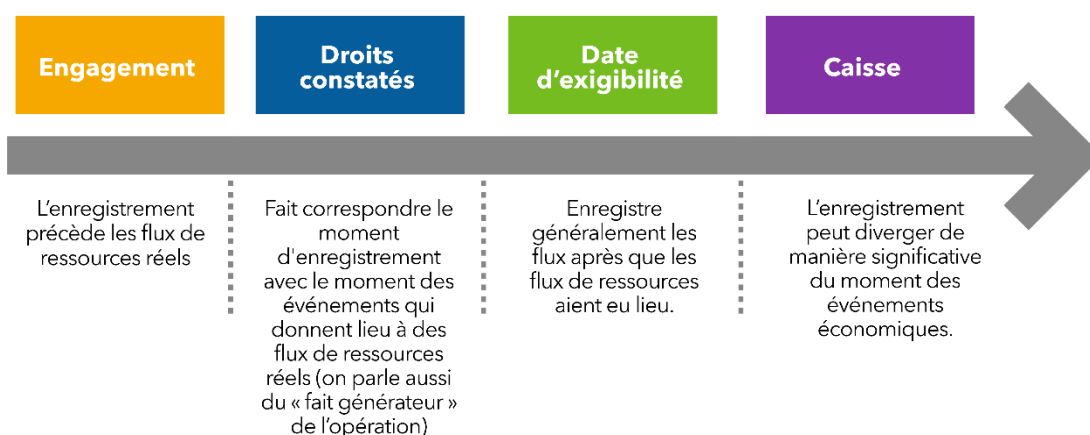 Engagement
Droits
constatés
Date
d'exigibilité
Caisse
L'enregistrement
précède les flux de
ressources réels
Fait correspondre le
moment
d'enregistrement
avec le moment des
événements qui
donnent lieu à des
flux de ressources
réels (on parle aussi
du « fait générateur »
de l'opération)
Enregistre
généralement les
flux après que les
flux de ressources
aient eu lieu.
L'enregistrement
peut diverger de
manière significative
du moment des
événements
économiques.